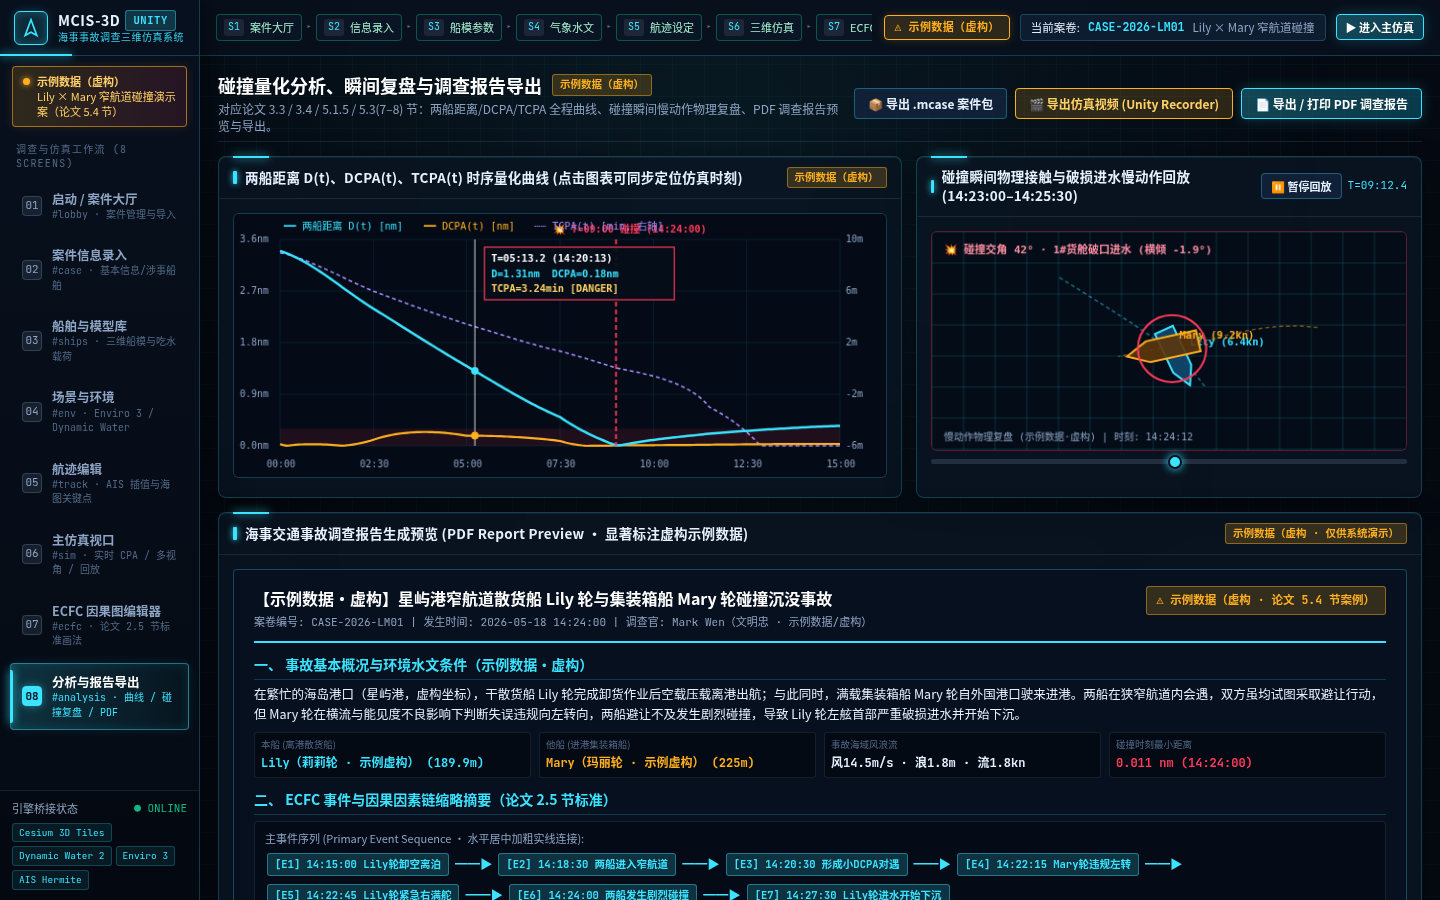 MCIS-3D UNITY
海事事故调查三维仿真系统
S1 案件大厅
S2 信息录入
S3 船模参数
S4 气象水文
S5 航迹设定
S6 三维仿真
S7 ECFC
⚠ 示例数据（虚构）
当前案卷: CASE-2026-LM01 Lily × Mary 窄航道碰撞
▶ 进入主仿真
示例数据（虚构）
Lily × Mary 窄航道碰撞演示
案（论文 5.4 节）
调查与仿真工作流 (8
SCREENS)
01 启动 / 案件大厅
#lobby · 案件管理与导入
02 案件信息录入
#case · 基本信息/涉事船
舶
03 船舶与模型库
#ships · 三维船模与吃水
载荷
04 场景与环境
#env · Enviro 3 /
Dynamic Water
05 航迹编辑
#track · AIS 插值与海
图关键点
06 主仿真视口
#sim · 实时 CPA / 多视
角 / 回放
07 ECFC 因果图编辑器
#ecfc · 论文 2.5 节标
准画法
08 分析与报告导出
#analysis · 曲线 / 碰
撞复盘 / PDF
引擎桥接状态 ● ONLINE
Cesium 3D Tiles
Dynamic Water 2 Enviro 3
AIS Hermite
碰撞量化分析、瞬间复盘与调查报告导出 示例数据（虚构）
对应论文 3.3 / 3.4 / 5.1.5 / 5.3(7–8) 节：两船距离/DCPA/TCPA 全程曲线、碰撞瞬间慢动作物理复盘、PDF 调查报告预
览与导出。
📦 导出 .mcase 案件包
🎬 导出仿真视频 (Unity Recorder)
📄 导出 / 打印 PDF 调查报告
两船距离 D(t)、DCPA(t)、TCPA(t) 时序量化曲线 (点击图表可同步定位仿真时刻) 示例数据（虚构）
两船距离 D(t) [nm] DCPA(t) [nm] TCPA(t) [min, 右轴]
💥 T=09:00 碰撞 (14:24:00)
3.6nm
2.7nm
1.8nm
0.9nm
0.0nm
10m
6m
2m
-2m
-6m
T=05:13.2 (14:20:13)
D=1.31nm DCPA=0.18nm
TCPA=3.24min [DANGER]
00:00 02:30 05:00 07:30 10:00 12:30 15:00
碰撞瞬间物理接触与破损进水慢动作回放
(14:23:00–14:25:30)
⏸ 暂停回放
T=09:12.4
💥 碰撞交角 42° · 1#货舱破口进水 (横倾 -1.9°)
Mary (9.2kn)
(6.4kn)
慢动作物理复盘 (示例数据·虚构) | 时刻: 14:24:12
海事交通事故调查报告生成预览 (PDF Report Preview · 显著标注虚构示例数据) 示例数据（虚构 · 仅供系统演示）
【示例数据·虚构】星屿港窄航道散货船 Lily 轮与集装箱船 Mary 轮碰撞沉没事故
⚠ 示例数据（虚构 · 论文 5.4 节案例）
案卷编号: CASE-2026-LM01 | 发生时间: 2026-05-18 14:24:00 | 调查官: Mark Wen（文明忠 · 示例数据/虚构）
一、 事故基本概况与环境水文条件（示例数据·虚构）
在繁忙的海岛港口（星屿港，虚构坐标），干散货船 Lily 轮完成卸货作业后空载压载离港出航；与此同时，满载集装箱船 Mary 轮自外国港口驶来进港。两船在狭窄航道内会遇，双方虽均试图采取避让行动，
但 Mary 轮在横流与能见度不良影响下判断失误违规向左转向，两船避让不及发生剧烈碰撞，导致 Lily 轮左舷首部严重破损进水并开始下沉。
本船 (离港散货船)
Lily（莉莉轮 · 示例虚构） (189.9m)
他船 (进港集装箱船)
Mary（玛丽轮 · 示例虚构） (225m)
事故海域风浪流
风14.5m/s · 浪1.8m · 流1.8kn
碰撞时刻最小距离
0.011 nm (14:24:00)
二、 ECFC 事件与因果因素链缩略摘要（论文 2.5 节标准）
主事件序列 (Primary Event Sequence · 水平居中加粗实线连接):
[E1] 14:15:00 Lily轮卸空离泊 ──▶ [E2] 14:18:30 两船进入窄航道 ──▶ [E3] 14:20:30 形成小DCPA对遇 ──▶ [E4] 14:22:15 Mary轮违规左转 ──▶
[E5] 14:22:45 Lily轮紧急右满舵 ──▶ [E6] 14:24:00 两船发生剧烈碰撞 ──▶ [E7] 14:27:30 Lily轮进水开始下沉